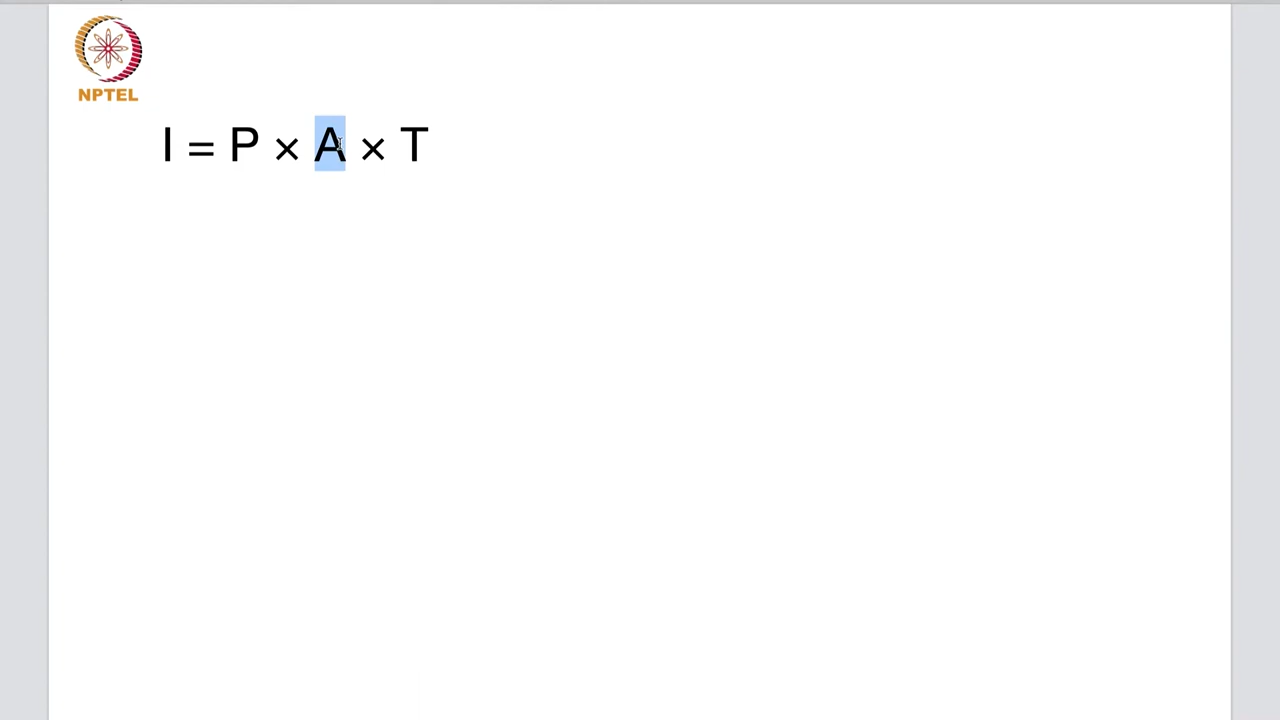 NPTEL
I = P × A × T